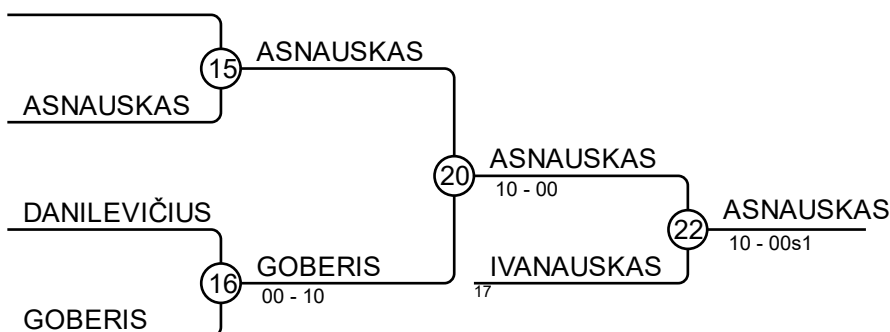 ASNAUSKAS
15
ASNAUSKAS
ASNAUSKAS
20
10 - 00
DANILEVIČIUS
ASNAUSKAS
22
10 - 00s1
GOBERIS
16
00 - 10
IVANAUSKAS
17
GOBERIS